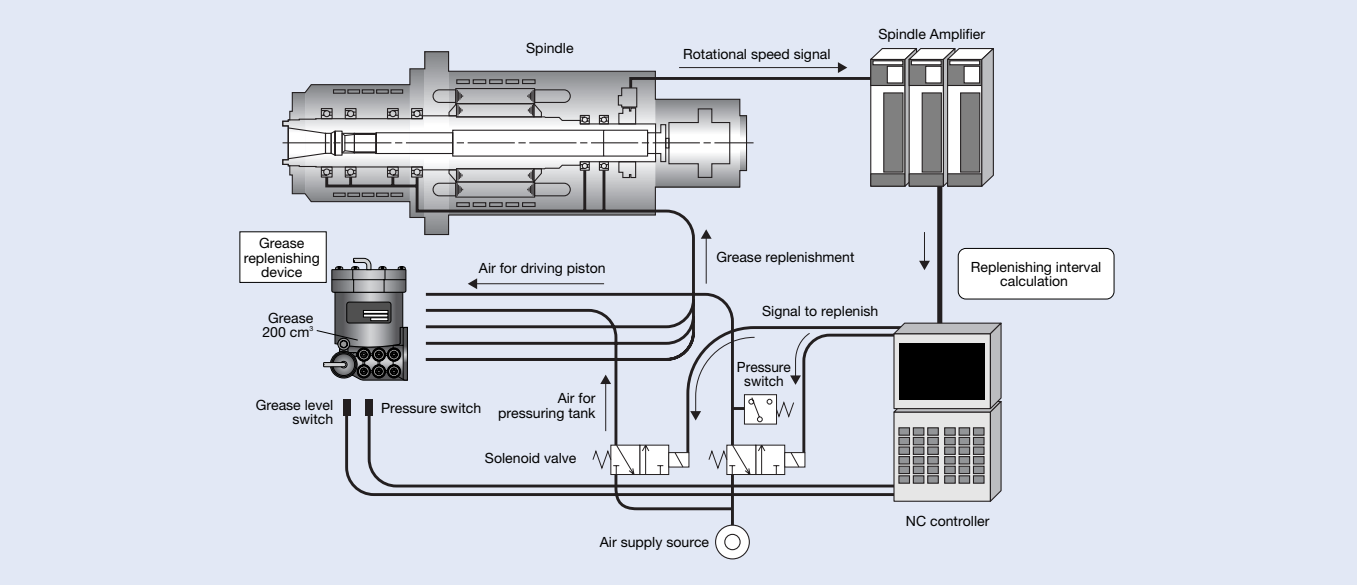 Spindle
Rotational speed signal
Spindle Amplifier
Grease
replenishing
device
Air for driving piston
Grease replenishment
Replenishing interval
calculation
Grease
200 cm³
Signal to replenish
Pressure
switch
Grease level
switch
Pressure switch
Air for
pressuring tank
Solenoid valve
NC controller
Air supply source